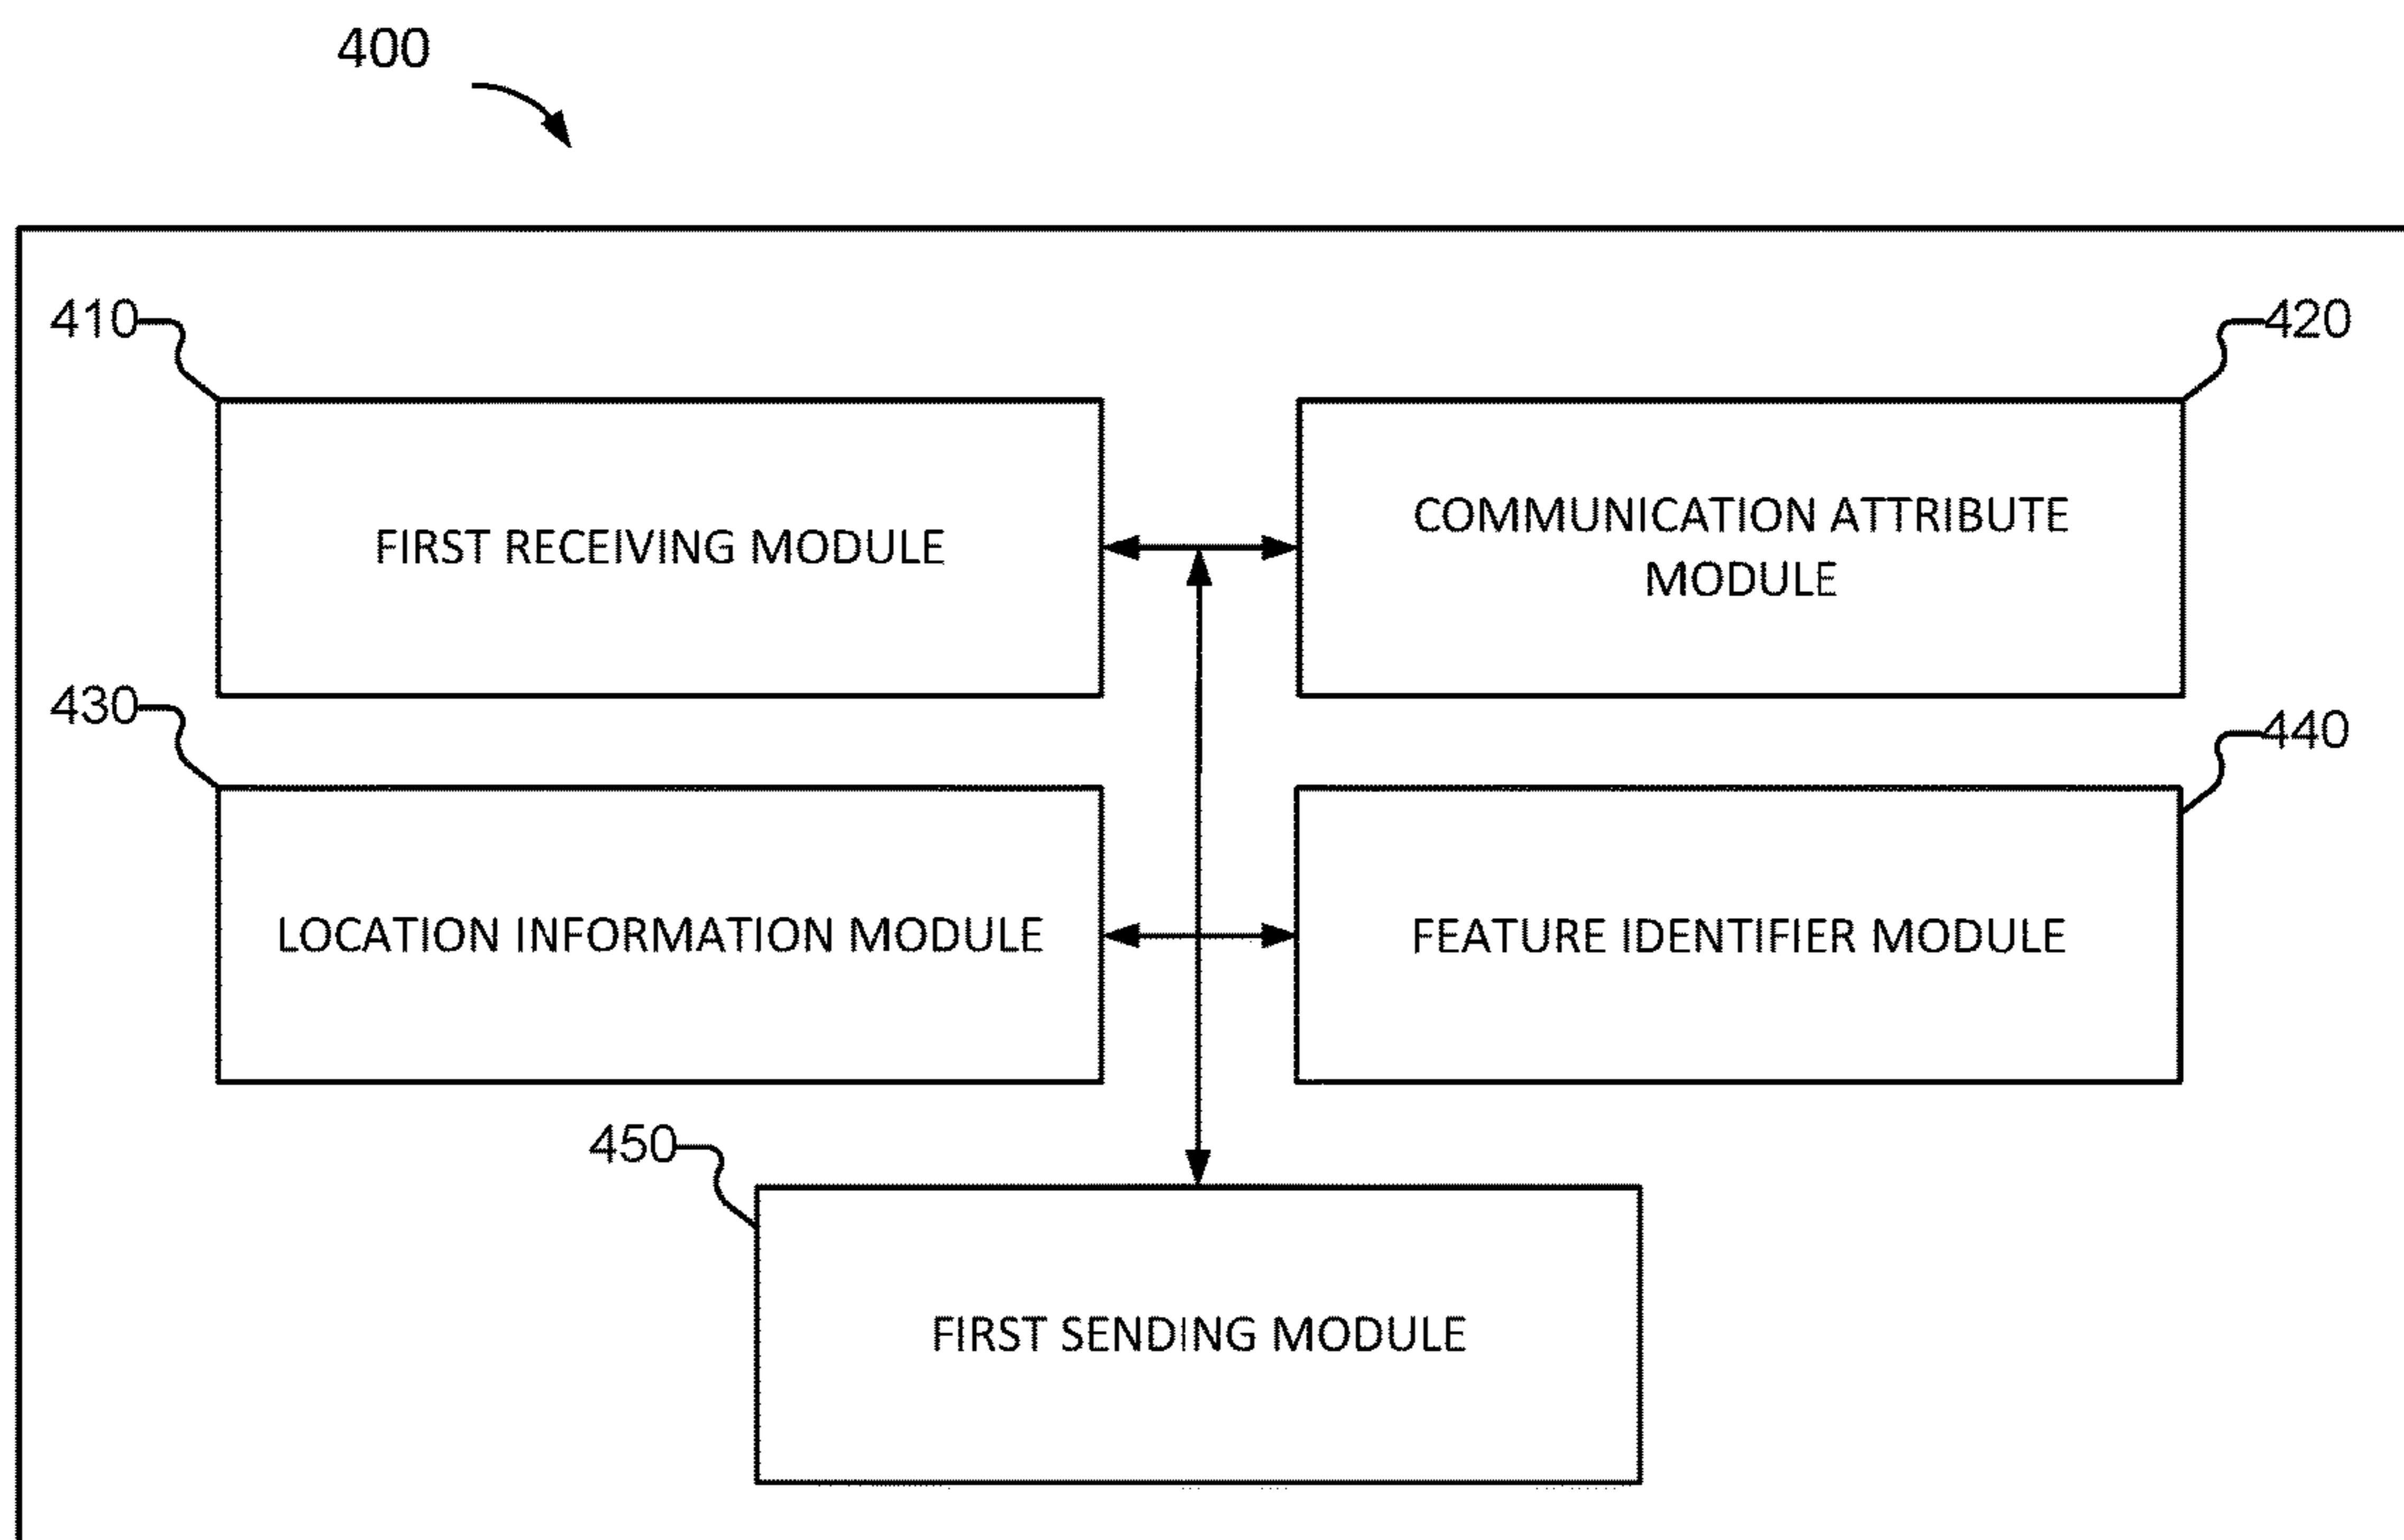 400
410
420
FIRST RECEIVING MODULE
COMMUNICATION ATTRIBUTE
MODULE
430
440
LOCATION INFORMATION MODULE
FEATURE IDENTIFIER MODULE
450
FIRST SENDING MODULE